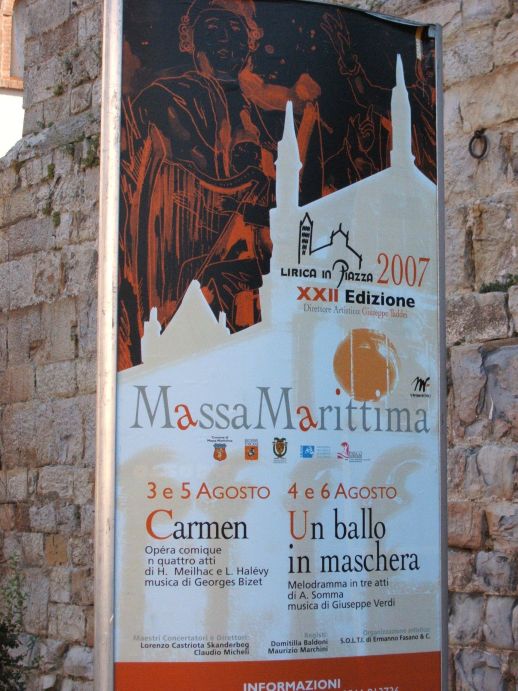 LIRICA IN PIAZZA 2007
XXII Edizione
Direttore Artistico Giuseppe Taddei
MassaMarittima
3 e 5 AGOSTO
Carmen
Opéra comique
n quattro atti
di H. Meilhac e L. Halévy
musica di Georges Bizet
4 e 6 AGOSTO
Un ballo
in maschera
Melodramma in tre atti
di A. Somma
musica di Giuseppe Verdi
Maestri Concertatori e Direttori:
Lorenzo Castriota Skanderbeg
Claudio Micheli
Registi:
Domitilla Baldoni
Maurizio Marchini
Organizzazione artistica:
S.O.L.T.I. di Ermanno Fasano & C.
INFORMAZIONI